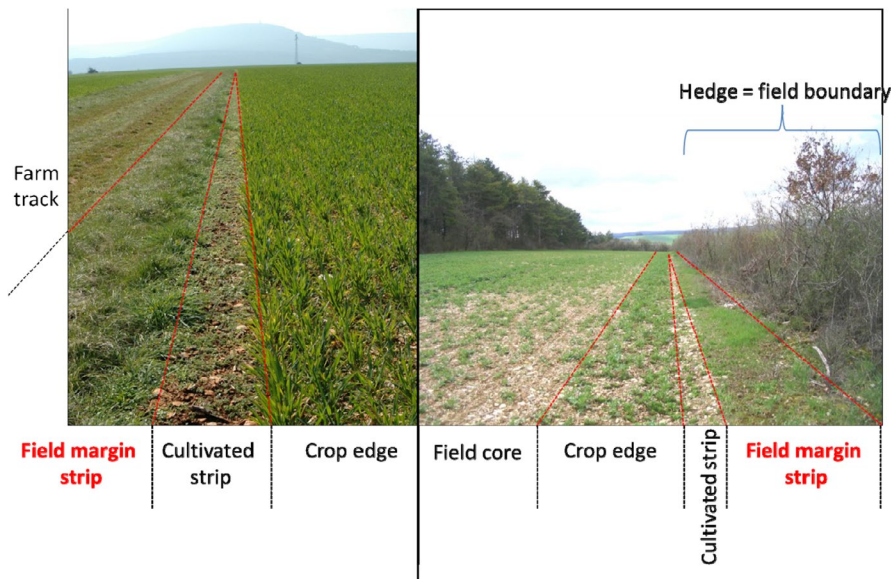 Farm
track
Field margin
strip
Cultivated
strip
Crop edge
Hedge = field boundary
Field core
Crop edge
Cultivated strip
Field margin
strip